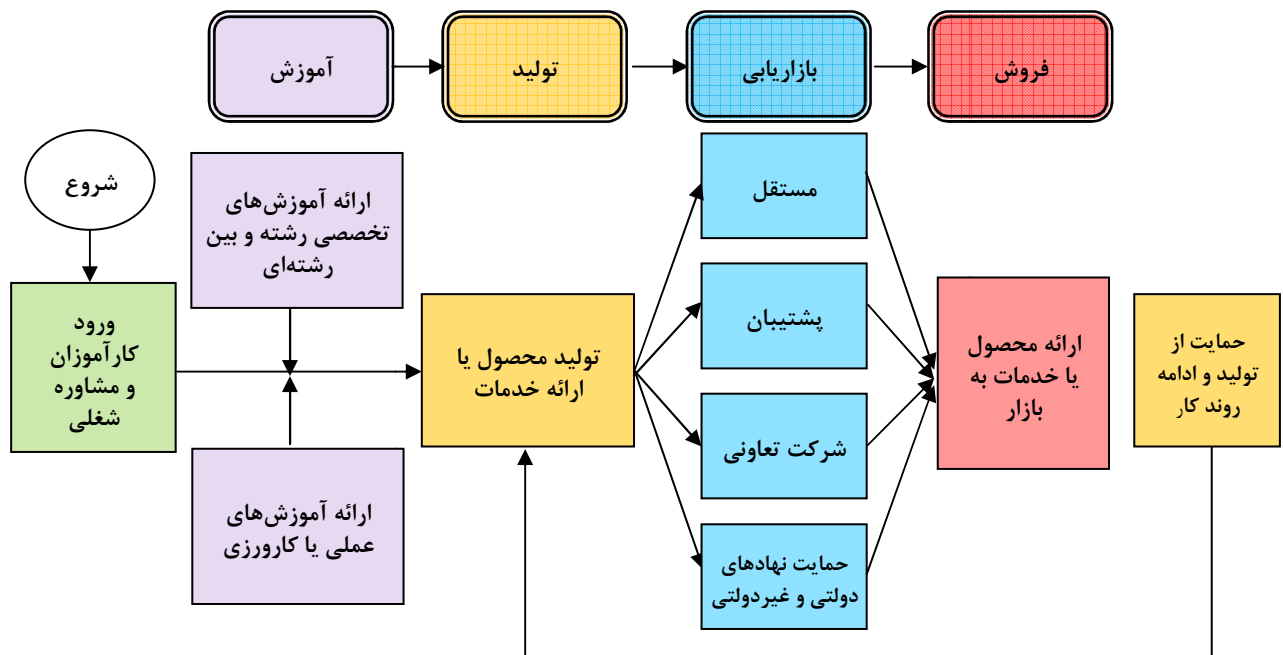 آموزش
تولید
بازاریابی
فروش
شروع
ورود
کارآموزان
و مشاوره
شغلی
ارائه آموزش‌های
تخصصی رشته و بین
رشته‌ای
ارائه آموزش‌های
عملی یا کارورزی
تولید محصول یا
ارائه خدمات
مستقل
پشتیبان
شرکت تعاونی
حمایت نهادهای
دولتی و غیردولتی
ارائه محصول
یا خدمات به
بازار
حمایت از
تولید و ادامه
روند کار